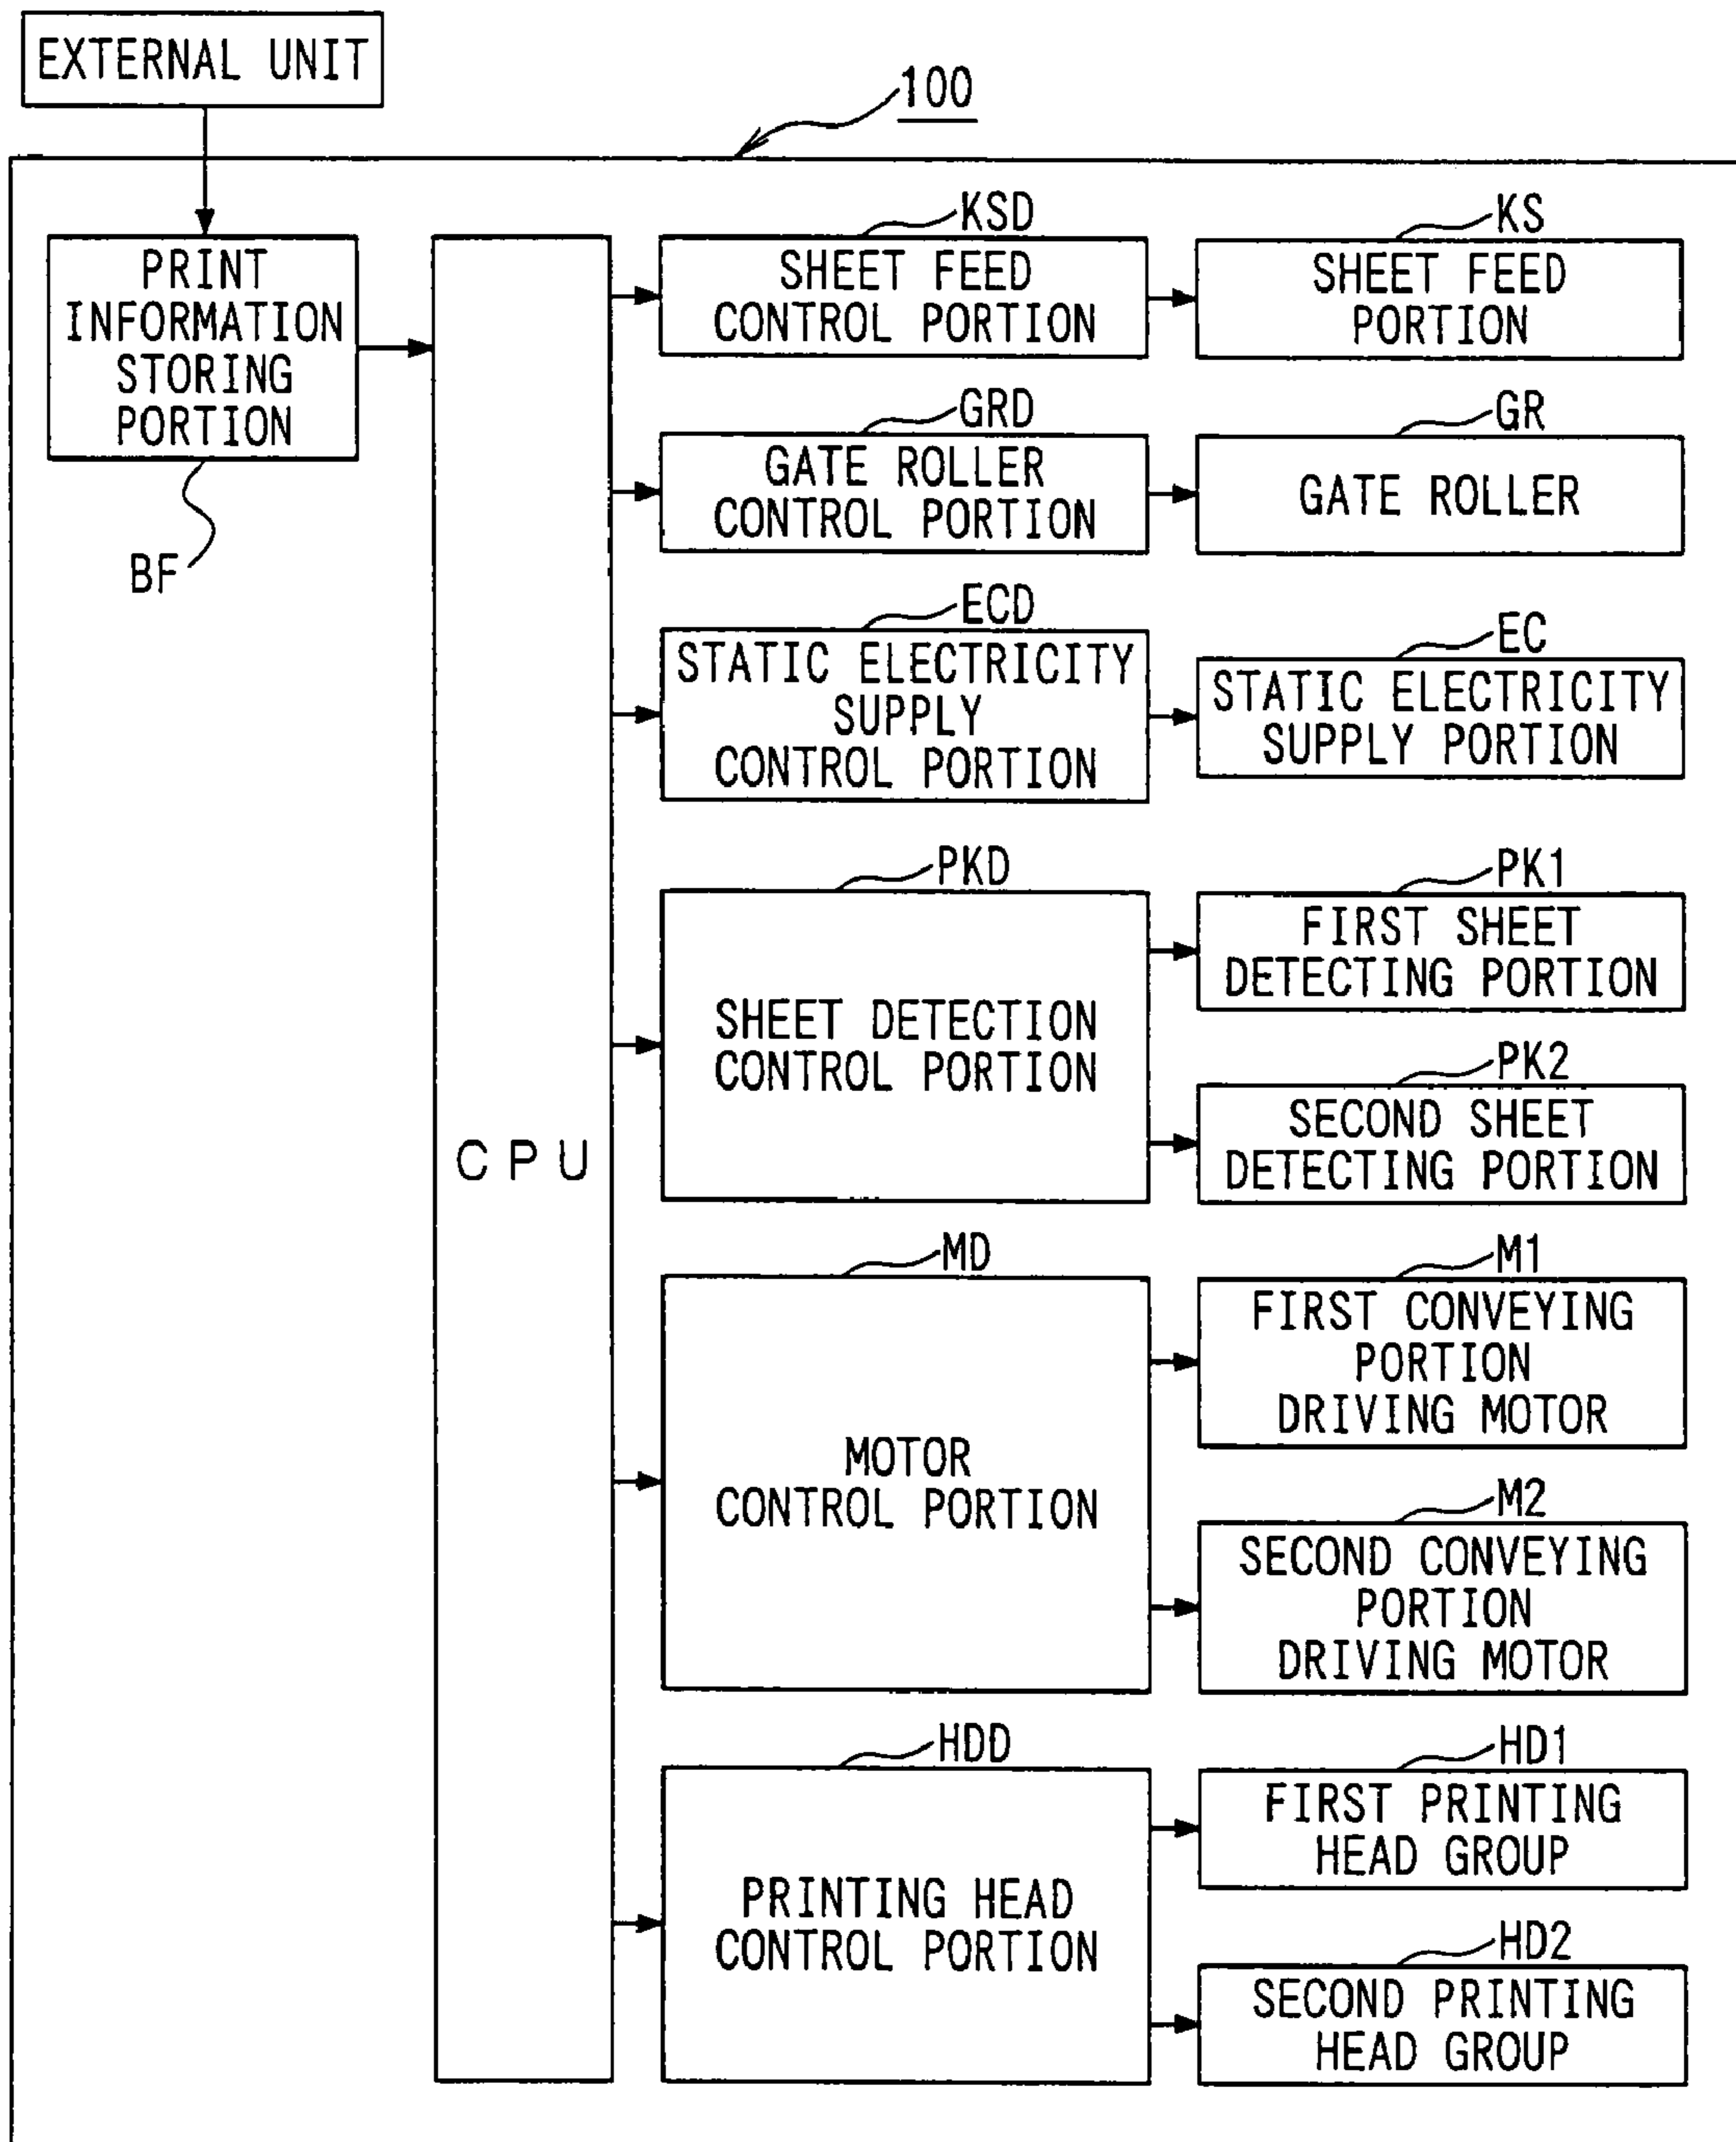 EXTERNAL UNIT
100
PRINT
INFORMATION
STORING
PORTION
BF
CPU
KSD
SHEET FEED
CONTROL PORTION
KS
SHEET FEED
PORTION
GRD
GATE ROLLER
CONTROL PORTION
GR
GATE ROLLER
ECD
STATIC ELECTRICITY
SUPPLY
CONTROL PORTION
EC
STATIC ELECTRICITY
SUPPLY PORTION
PKD
SHEET DETECTION
CONTROL PORTION
PK1
FIRST SHEET
DETECTING PORTION
PK2
SECOND SHEET
DETECTING PORTION
MD
MOTOR
CONTROL PORTION
M1
FIRST CONVEYING
PORTION
DRIVING MOTOR
M2
SECOND CONVEYING
PORTION
DRIVING MOTOR
HDD
PRINTING HEAD
CONTROL PORTION
HD1
FIRST PRINTING
HEAD GROUP
HD2
SECOND PRINTING
HEAD GROUP